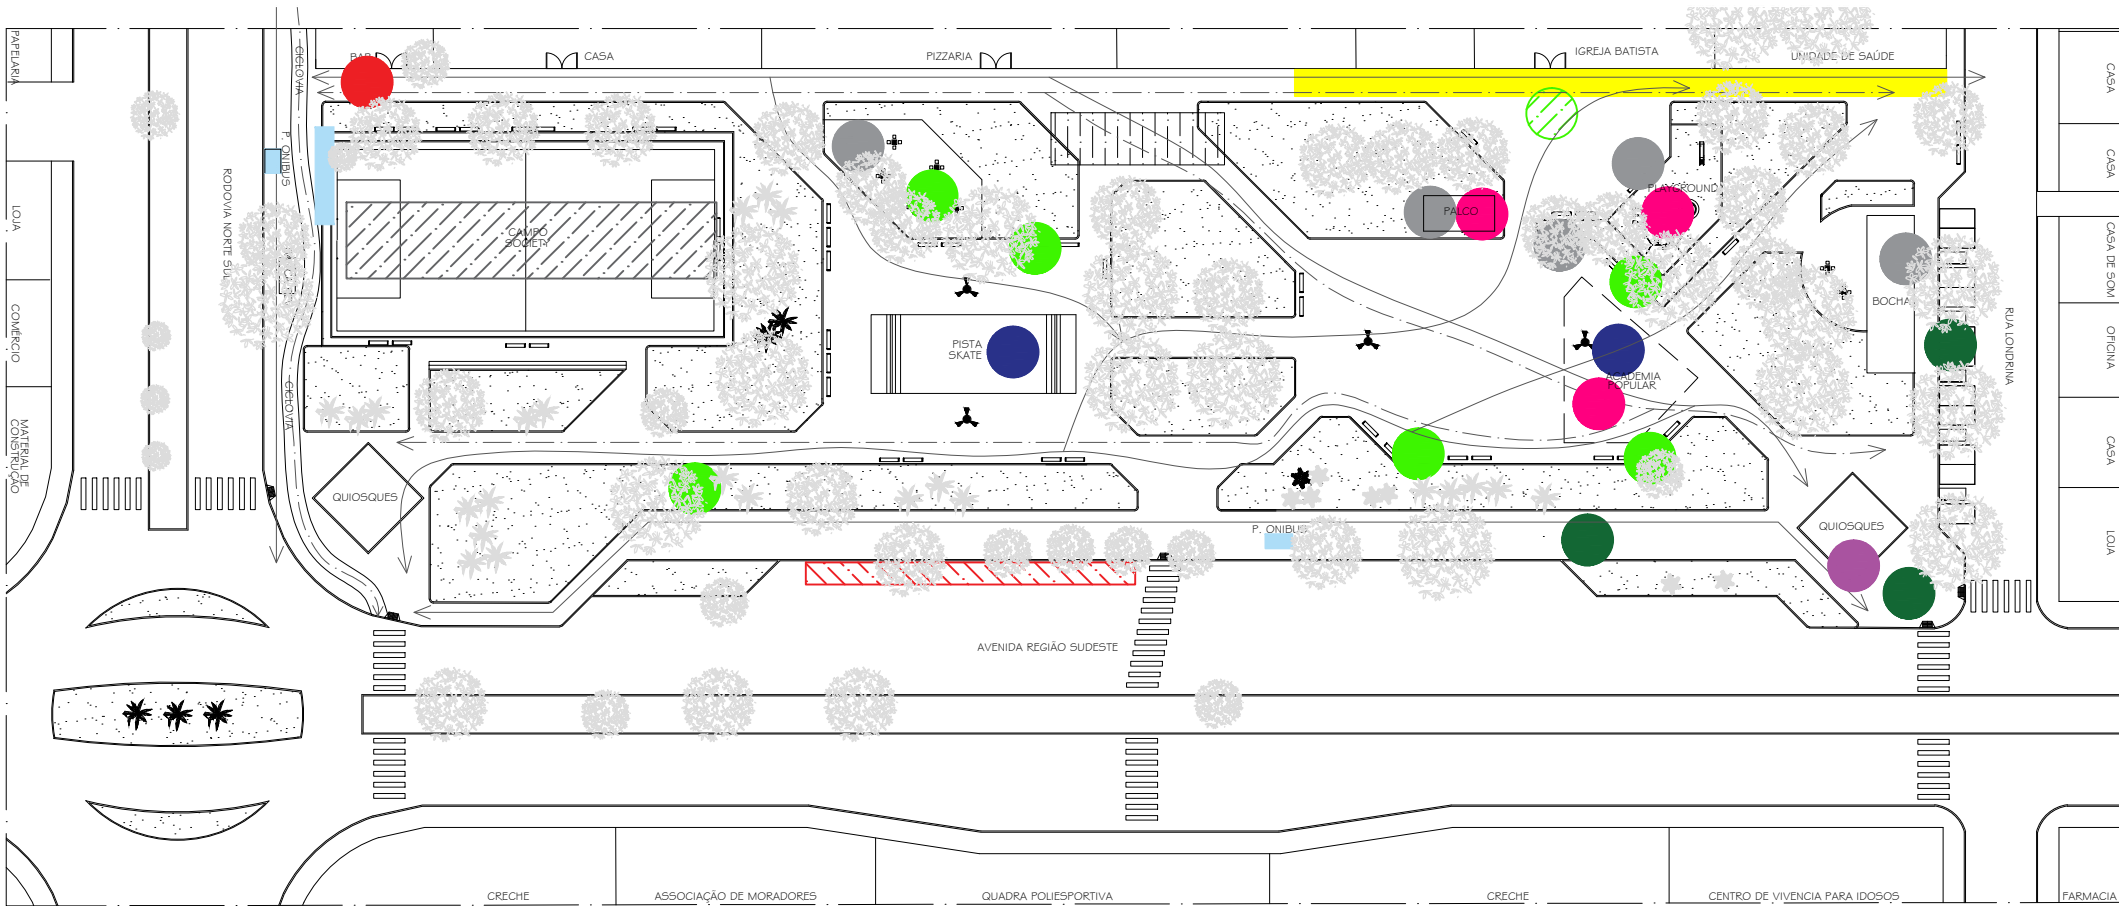 PAPELARIA
LOJA
COMÉRCIO
MATERIAL DE
CONSTRUÇÃO
RODOVIA NORTE SUL
CICLOVIA
P. ONIBUS
CICLOVIA
BAR
CASA
PIZZARIA
IGREJA BATISTA
UNIDADE DE SAÚDE
CAMPO
SOCIETY
PALCO
PLAYGROUND
BOCHA
PISTA
SKATE
ACADEMIA
POPULAR
QUIOSQUES
P. ONIBUS
QUIOSQUES
AVENIDA REGIÃO SUDESTE
RUA LONDRINA
CASA
CASA
CASA DE SOM
OFICINA
CASA
LOJA
CRECHE
ASSOCIAÇÃO DE MORADORES
QUADRA POLIESPORTIVA
CRECHE
CENTRO DE VIVENCIA PARA IDOSOS
FARMACIA